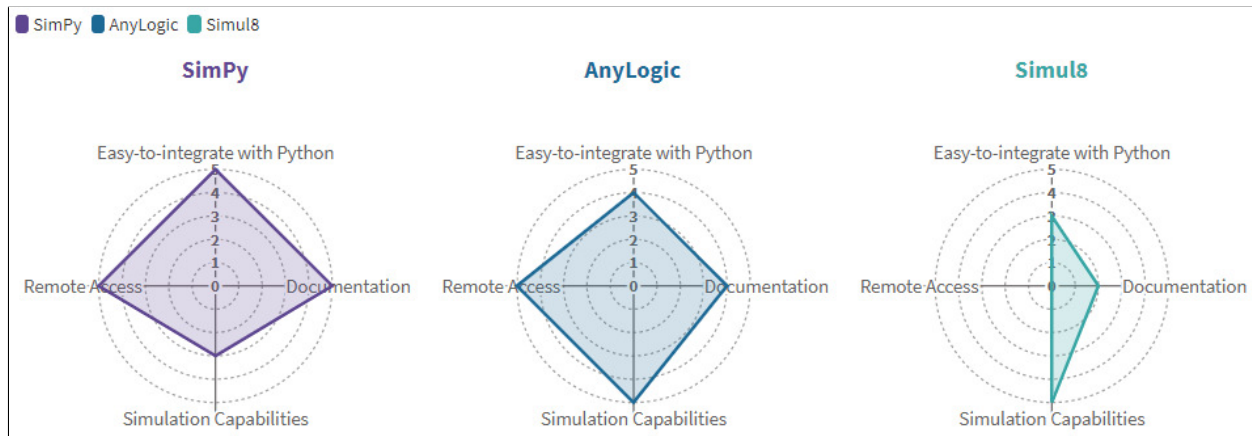 SimPy AnyLogic Simul8
SimPy
Easy-to-integrate with Python
5
4
3
2
1
0
Remote Access
Documentation
Simulation Capabilities
AnyLogic
Easy-to-integrate with Python
5
4
3
2
1
0
Remote Access
Documentation
Simulation Capabilities
Simul8
Easy-to-integrate with Python
5
4
3
2
1
0
Remote Access
Documentation
Simulation Capabilities